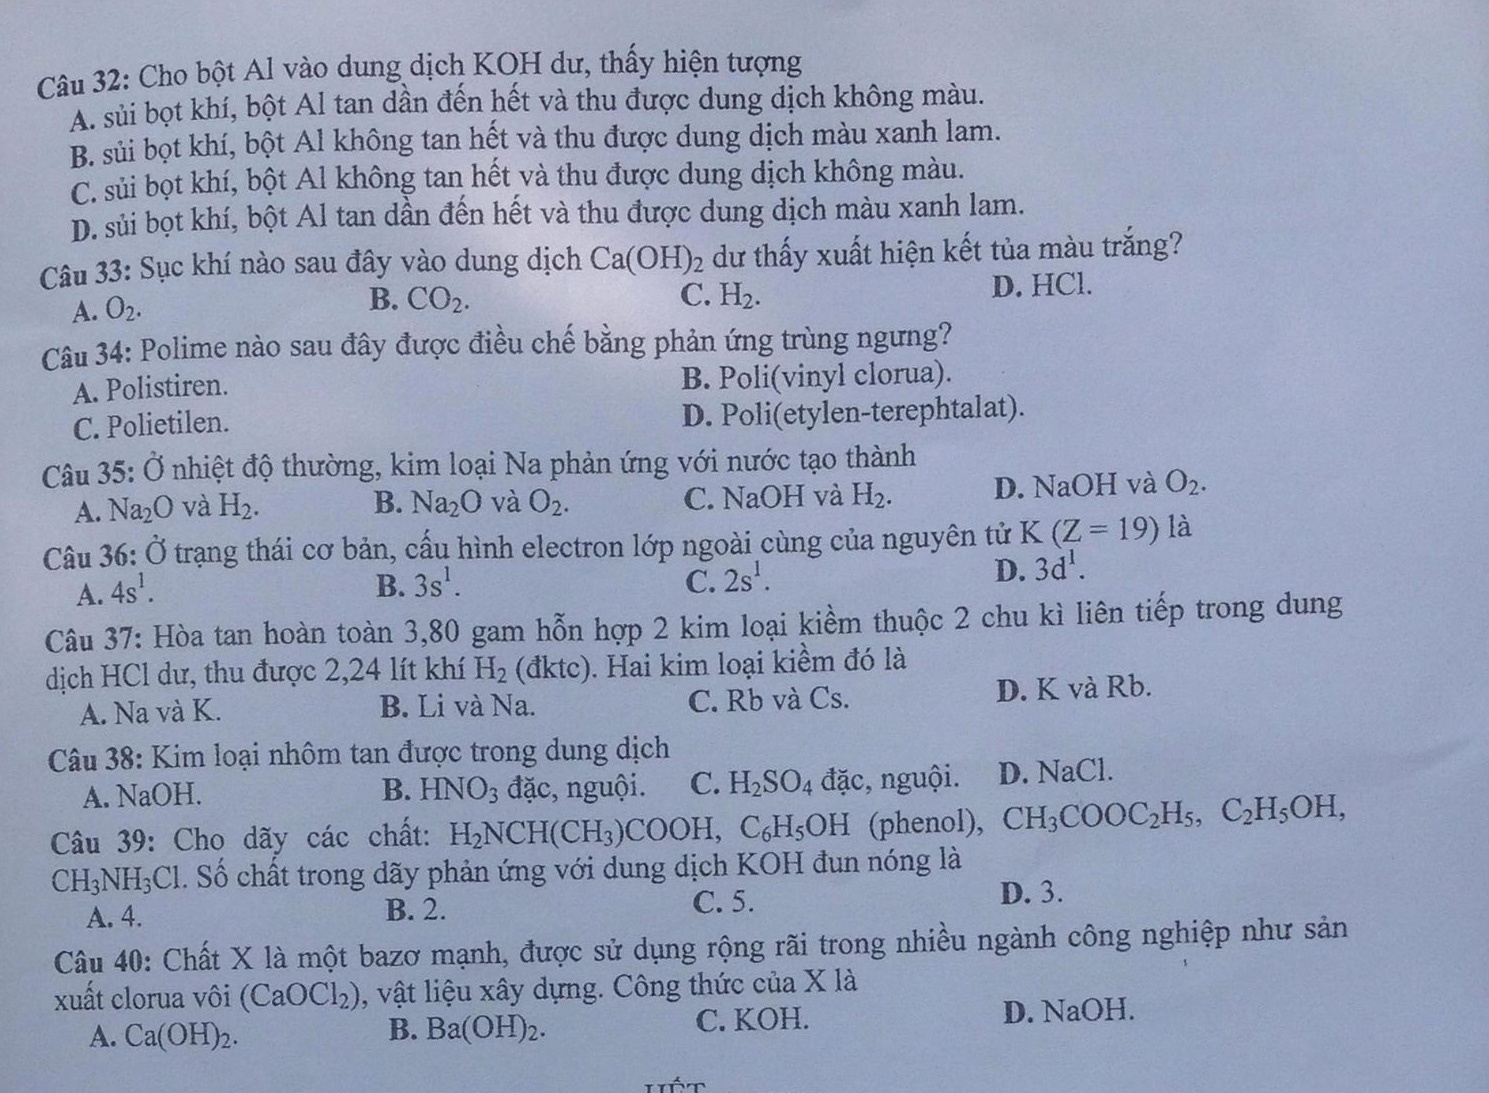 Câu 32: Cho bột Al vào dung dịch KOH dư, thấy hiện tượng
A. sủi bọt khí, bột Al tan dần đến hết và thu được dung dịch không màu.
B. sủi bọt khí, bột Al không tan hết và thu được dung dịch màu xanh lam.
C. sủi bọt khí, bột Al không tan hết và thu được dung dịch không màu.
D. sủi bọt khí, bột Al tan dần đến hết và thu được dung dịch màu xanh lam.
Câu 33: Sục khí nào sau đây vào dung dịch Ca(OH)₂ dư thấy xuất hiện kết tủa màu trắng?
A. O₂. B. CO₂. C. H₂. D. HCl.
Câu 34: Polime nào sau đây được điều chế bằng phản ứng trùng ngưng?
A. Polistiren. B. Poli(vinyl clorua).
C. Polietilen. D. Poli(etylen-terephtalat).
Câu 35: Ở nhiệt độ thường, kim loại Na phản ứng với nước tạo thành
A. Na₂O và H₂. B. Na₂O và O₂. C. NaOH và H₂. D. NaOH và O₂.
Câu 36: Ở trạng thái cơ bản, cấu hình electron lớp ngoài cùng của nguyên tử K (Z = 19) là
A. 4s¹. B. 3s¹. C. 2s¹. D. 3d¹.
Câu 37: Hòa tan hoàn toàn 3,80 gam hỗn hợp 2 kim loại kiềm thuộc 2 chu kì liên tiếp trong dung
dịch HCl dư, thu được 2,24 lít khí H₂ (đktc). Hai kim loại kiềm đó là
A. Na và K. B. Li và Na. C. Rb và Cs. D. K và Rb.
Câu 38: Kim loại nhôm tan được trong dung dịch
A. NaOH. B. HNO₃ đặc, nguội. C. H₂SO₄ đặc, nguội. D. NaCl.
Câu 39: Cho dãy các chất: H₂NCH(CH₃)COOH, C₆H₅OH (phenol), CH₃COOC₂H₅, C₂H₅OH,
CH₃NH₃Cl. Số chất trong dãy phản ứng với dung dịch KOH đun nóng là
A. 4. B. 2. C. 5. D. 3.
Câu 40: Chất X là một bazơ mạnh, được sử dụng rộng rãi trong nhiều ngành công nghiệp như sản
xuất clorua vôi (CaOCl₂), vật liệu xây dựng. Công thức của X là
A. Ca(OH)₂. B. Ba(OH)₂. C. KOH. D. NaOH.
HẾT